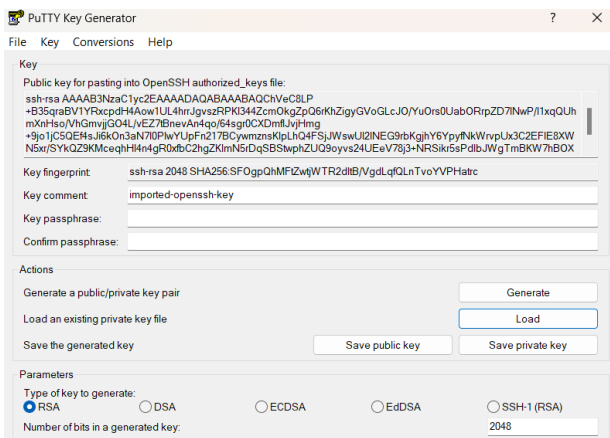 PuTTY Key Generator ? ×
File Key Conversions Help
Key
Public key for pasting into OpenSSH authorized_keys file:
ssh-rsa AAAAB3NzaC1yc2EAAAADAQABAAABAQChVeC8LP
+B35qraBV1YRxcpdH4Aow1UL4hrrJgvszRPKI344ZcmOkgZpQ6rKhZigyGVoGLcJO/YuOrs0UabORrpZD7lNwP/I1xqQUh
mXnHso/VhGmvjjGO4L/vEZ7tBnevAn4qo/64sgr0CXDmflJvjHmg
+9jo1jC5QEf4sJi6kOn3aN7l0PIwYUpFn217BCywmznsKlpLhQ4FSjJWswUl2lNEG9rbKgjhY6YpyfNkWrvpUx3C2EFIE8XW
N5xr/SYkQZ9KMceqhHl4n4gR0xfbC2hgZKlmN5rDqSBStwphZUQ9oyvs24UEeV78j3+NRSikr5sPdlbJWgTmBKW7hBOX
Key fingerprint: ssh-rsa 2048 SHA256:SFOgpQhMFtZwtjWTR2dltB/VgdLqfQLnTvoYVPHatrc
Key comment: imported-openssh-key
Key passphrase:
Confirm passphrase:
Actions
Generate a public/private key pair Generate
Load an existing private key file Load
Save the generated key Save public key Save private key
Parameters
Type of key to generate:
RSA DSA ECDSA EdDSA SSH-1 (RSA)
Number of bits in a generated key: 2048